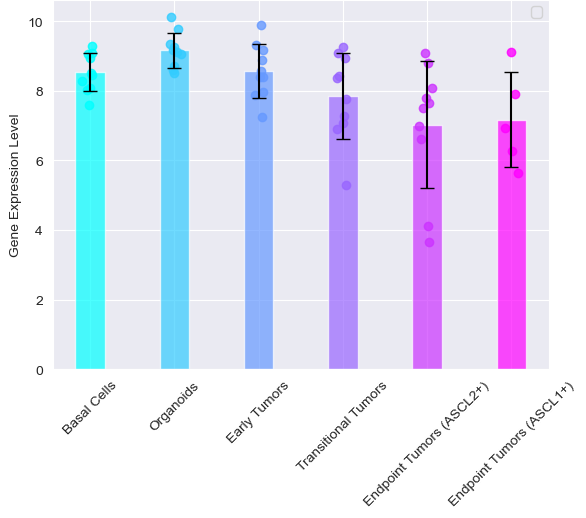 Gene Expression Level
10
8
6
4
2
0
Basal Cells
Organoids
Early Tumors
Transitional Tumors
Endpoint Tumors (ASCL2+)
Endpoint Tumors (ASCL1+)